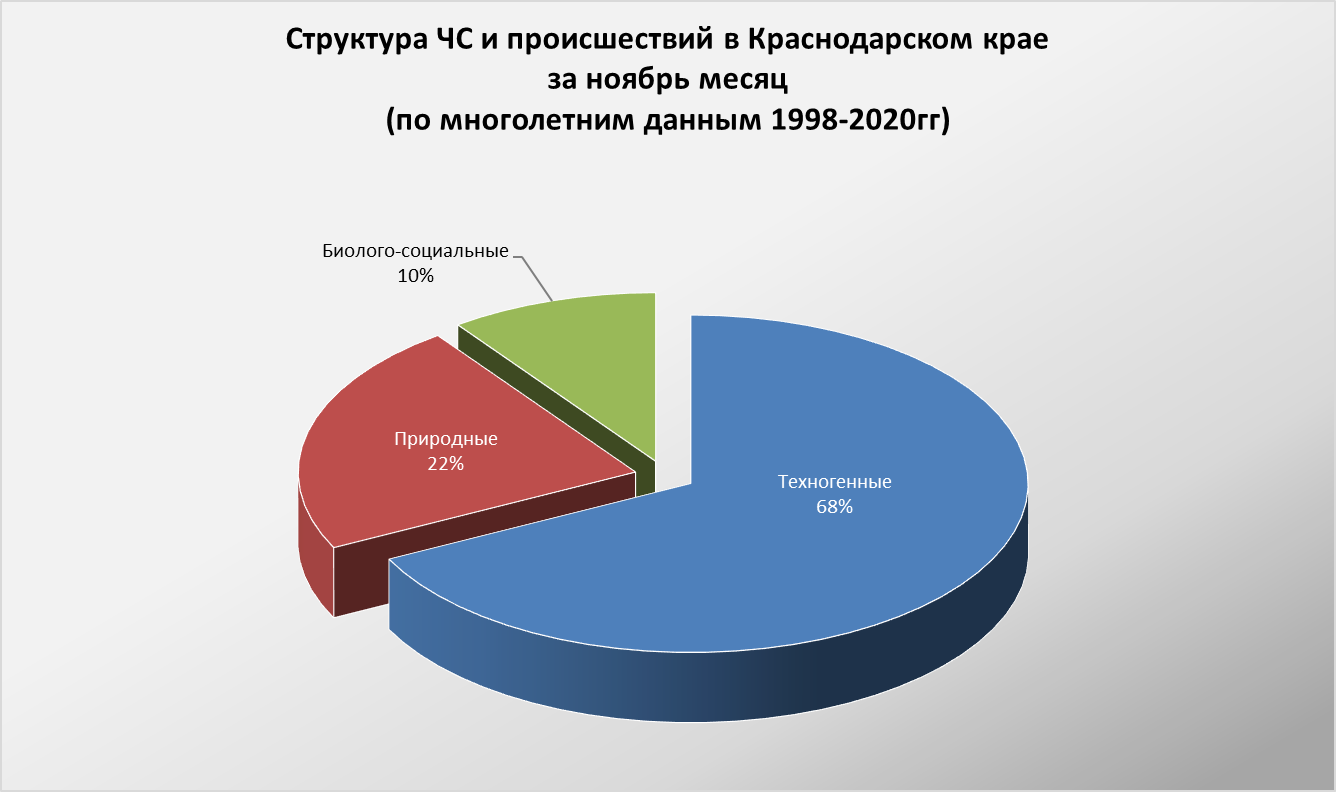 Структура ЧС и происшествий в Краснодарском крае
за ноябрь месяц
(по многолетним данным 1998-2020гг)
Биолого-социальные
10%
Природные
22%
Техногенные
68%